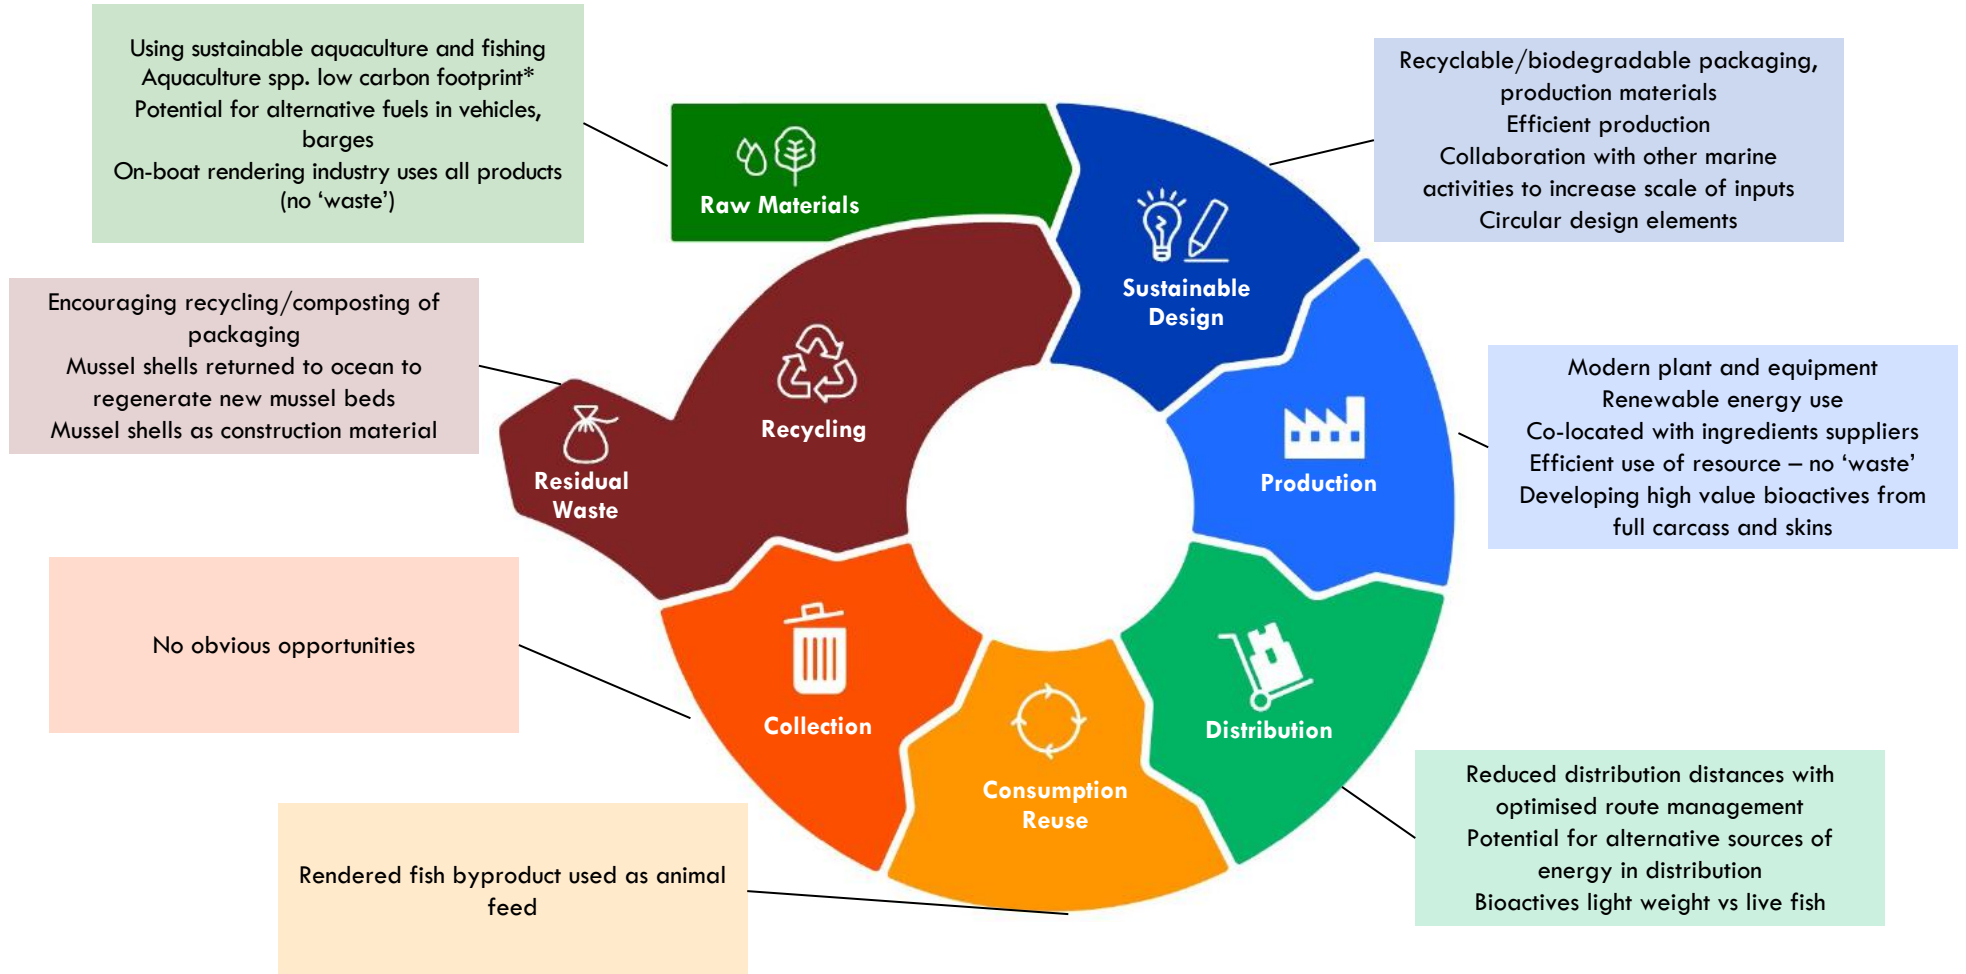 Using sustainable aquaculture and fishing
Aquaculture spp. low carbon footprint*
Potential for alternative fuels in vehicles,
barges
On-boat rendering industry uses all products
(no ‘waste’)
Raw Materials
Recyclable/biodegradable packaging,
production materials
Efficient production
Collaboration with other marine
activities to increase scale of inputs
Circular design elements
Sustainable
Design
Encouraging recycling/composting of
packaging
Mussel shells returned to ocean to
regenerate new mussel beds
Mussel shells as construction material
Recycling
Residual
Waste
Modern plant and equipment
Renewable energy use
Co-located with ingredients suppliers
Efficient use of resource – no ‘waste’
Developing high value bioactives from
full carcass and skins
Production
No obvious opportunities
Collection
Distribution
Reduced distribution distances with
optimised route management
Potential for alternative sources of
energy in distribution
Bioactives light weight vs live fish
Consumption
Reuse
Rendered fish byproduct used as animal
feed